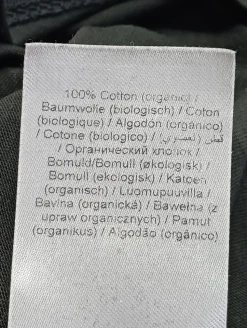 100% Cotton (organic) /
Baumwolle (biologisch) / Coton
(biologique) / Algodón (orgánico)
/ Cotone (biologico) / قطن (عضوي)
/ Органический хлопок /
Bomuld/Bomull (økologisk) /
Bomull (ekologisk) / Katoen
(organisch) / Luomupuuvilla /
Bavlna (organická) / Bawełna (z
upraw organicznych) / Pamut
(organikus) / Algodão (orgânico)